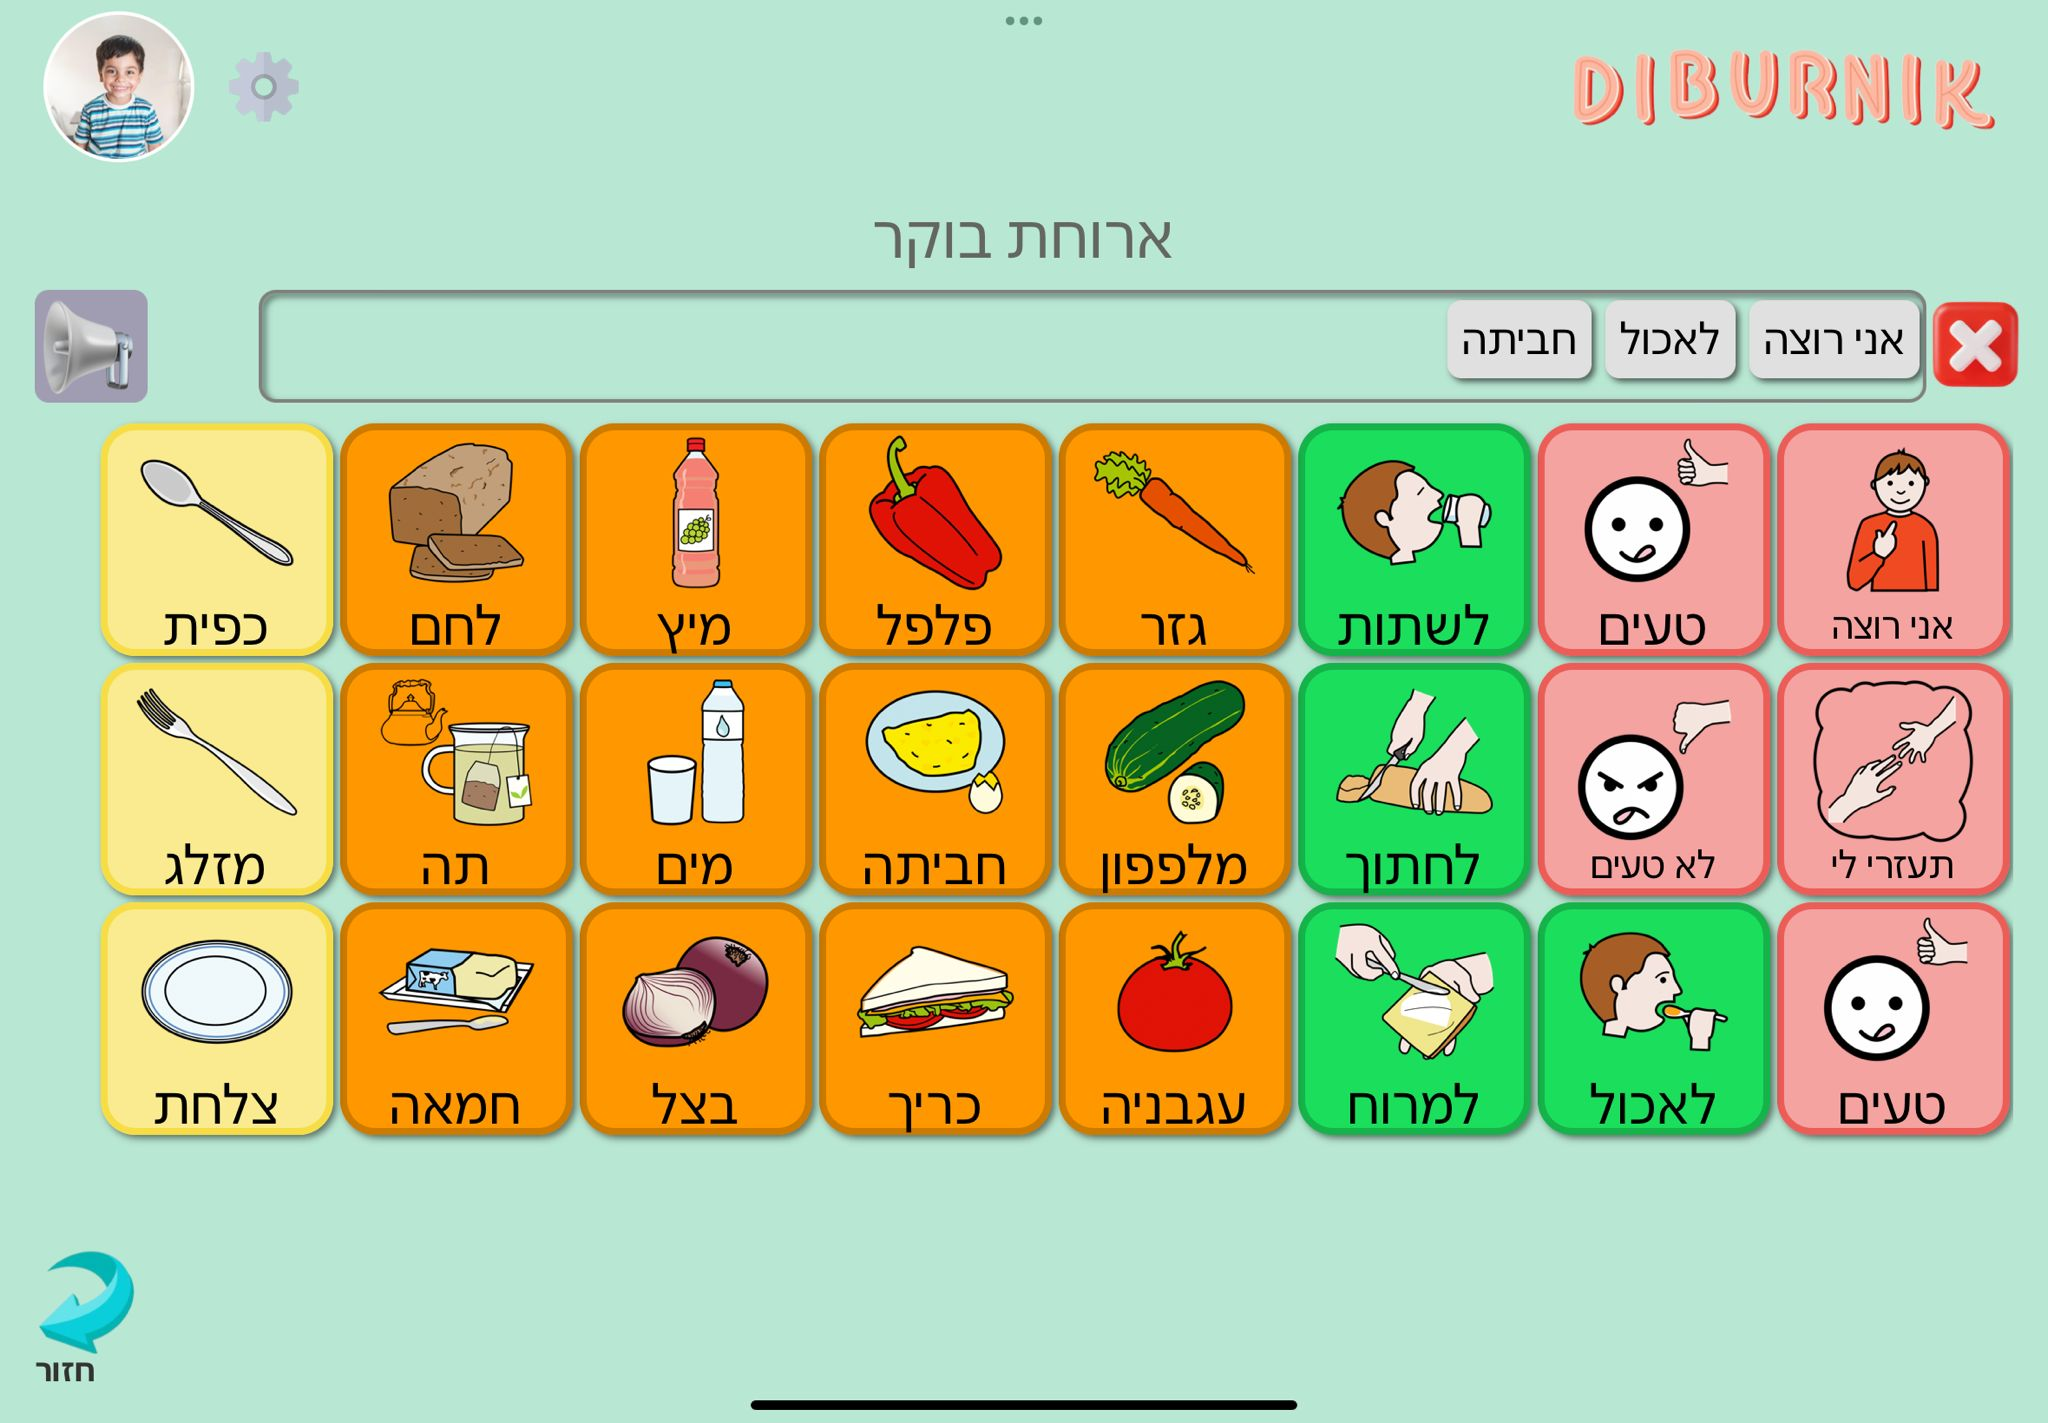 DIBURNIK
ארוחת בוקר
אני רוצה לאכול חביתה
אני רוצה טעים לשתות גזר פלפל מיץ לחם כפית
תעזרי לי לא טעים לחתוך מלפפון חביתה מים תה מזלג
טעים לאכול למרוח עגבניה כריך בצל חמאה צלחת
חזור